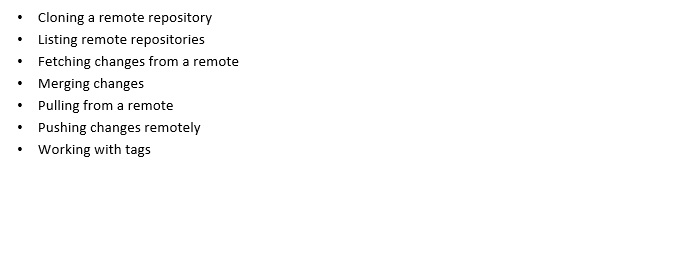 • Cloning a remote repository
• Listing remote repositories
• Fetching changes from a remote
• Merging changes
• Pulling from a remote
• Pushing changes remotely
• Working with tags